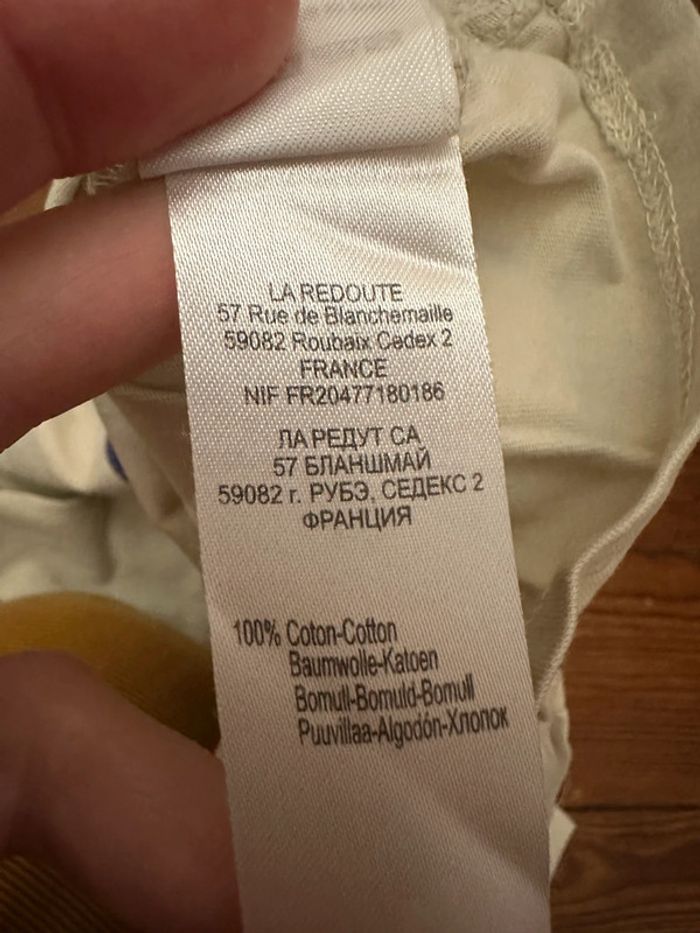 LA REDOUTE
57 Rue de Blanchemaille
59082 Roubaix Cedex 2
FRANCE
NIF FR20477180186
ЛА РЕДУТ СА
57 БЛАНШМАЙ
59082 г. РУБЭ, СЕДЕКС 2
ФРАНЦИЯ
100% Coton-Cotton
Baumwolle-Katoen
Bomull-Bomuld-Bomull
Puuvillaa-Algodón-Хлопок